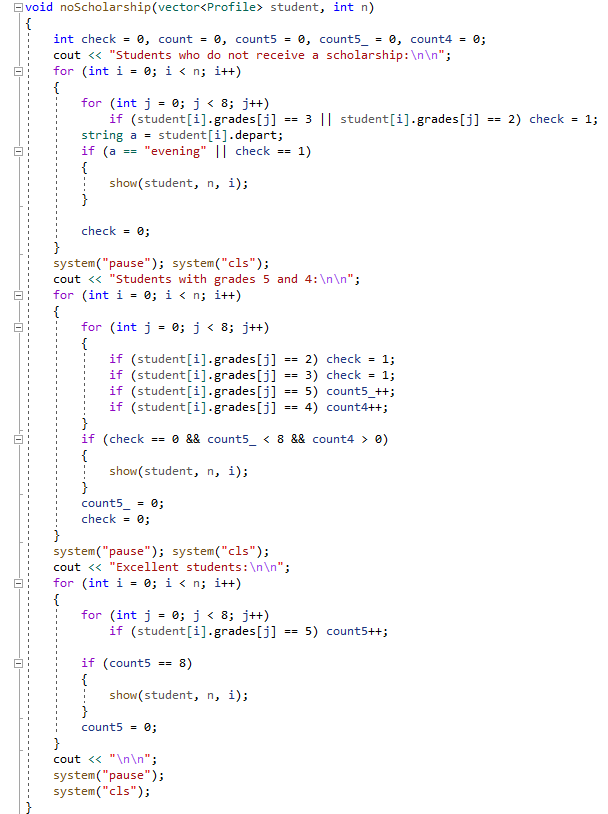 void noScholarship(vector<Profile> student, int n)
{
    int check = 0, count = 0, count5 = 0, count5_ = 0, count4 = 0;
    cout << "Students who do not receive a scholarship:\n\n";
    for (int i = 0; i < n; i++)
    {
        for (int j = 0; j < 8; j++)
            if (student[i].grades[j] == 3 || student[i].grades[j] == 2) check = 1;
        string a = student[i].depart;
        if (a == "evening" || check == 1)
        {
            show(student, n, i);
        }

        check = 0;
    }
    system("pause"); system("cls");
    cout << "Students with grades 5 and 4:\n\n";
    for (int i = 0; i < n; i++)
    {
        for (int j = 0; j < 8; j++)
        {
            if (student[i].grades[j] == 2) check = 1;
            if (student[i].grades[j] == 3) check = 1;
            if (student[i].grades[j] == 5) count5_++;
            if (student[i].grades[j] == 4) count4++;
        }
        if (check == 0 && count5_ < 8 && count4 > 0)
        {
            show(student, n, i);
        }
        count5_ = 0;
        check = 0;
    }
    system("pause"); system("cls");
    cout << "Excellent students:\n\n";
    for (int i = 0; i < n; i++)
    {
        for (int j = 0; j < 8; j++)
            if (student[i].grades[j] == 5) count5++;

        if (count5 == 8)
        {
            show(student, n, i);
        }
        count5 = 0;
    }
    cout << "\n\n";
    system("pause");
    system("cls");
}